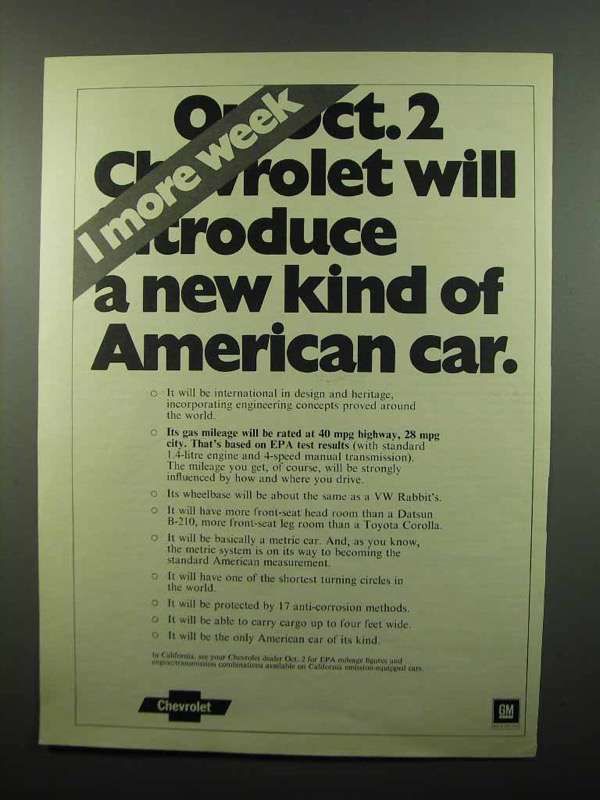 1 more week
On Oct. 2
Chevrolet will
introduce
a new kind of
American car.
It will be international in design and heritage,
incorporating engineering concepts proved around
the world.
Its gas mileage will be rated at 40 mpg highway, 28 mpg
city. That's based on EPA test results (with standard
1.4-litre engine and 4-speed manual transmission).
The mileage you get, of course, will be strongly
influenced by how and where you drive.
Its wheelbase will be about the same as a VW Rabbit's.
It will have more front-seat head room than a Datsun
B-210, more front-seat leg room than a Toyota Corolla.
It will be basically a metric car. And, as you know,
the metric system is on its way to becoming the
standard American measurement.
It will have one of the shortest turning circles in
the world.
It will be protected by 17 anti-corrosion methods.
It will be able to carry cargo up to four feet wide.
It will be the only American car of its kind.
In California, see your Chevrolet dealer Oct. 2 for EPA mileage figures and
engine/transmission combinations available on California emission-equipped cars.
Chevrolet
GM